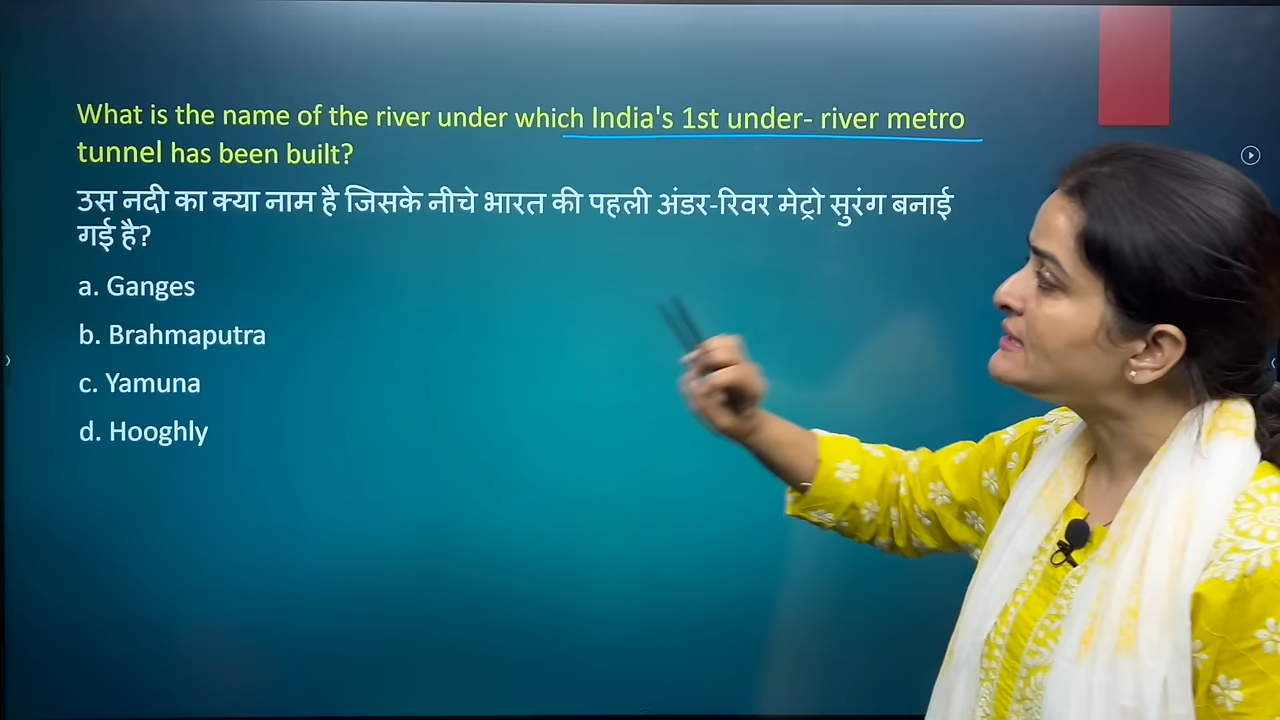 What is the name of the river under which India's 1st under- river metro
tunnel has been built?
उस नदी का क्या नाम है जिसके नीचे भारत की पहली अंडर-रिवर मेट्रो सुरंग बनाई
गई है?
a. Ganges
b. Brahmaputra
c. Yamuna
d. Hooghly